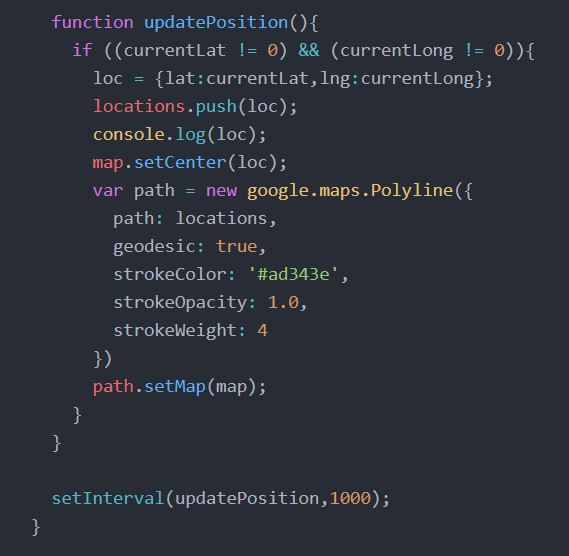 function updatePosition(){
if ((currentLat != 0) && (currentLong != 0)){
loc = {lat:currentLat,lng:currentLong};
locations.push(loc);
console.log(loc);
map.setCenter(loc);
var path = new google.maps.Polyline({
path: locations,
geodesic: true,
strokeColor: '#ad343e',
strokeOpacity: 1.0,
strokeWeight: 4
})
path.setMap(map);
}
}
setInterval(updatePosition,1000);
}